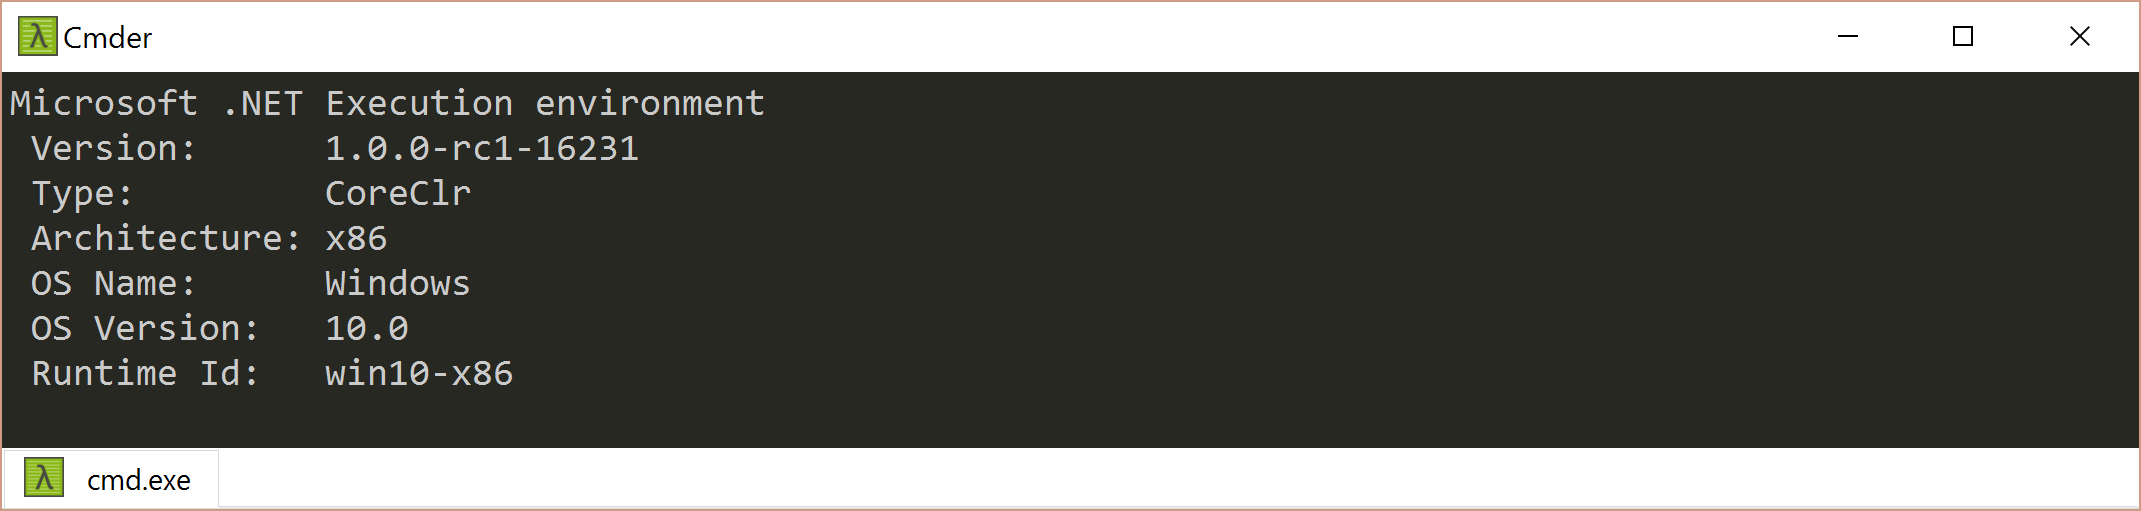 λ Cmder
Microsoft .NET Execution environment
Version: 1.0.0-rc1-16231
Type: CoreClr
Architecture: x86
OS Name: Windows
OS Version: 10.0
Runtime Id: win10-x86
λ cmd.exe